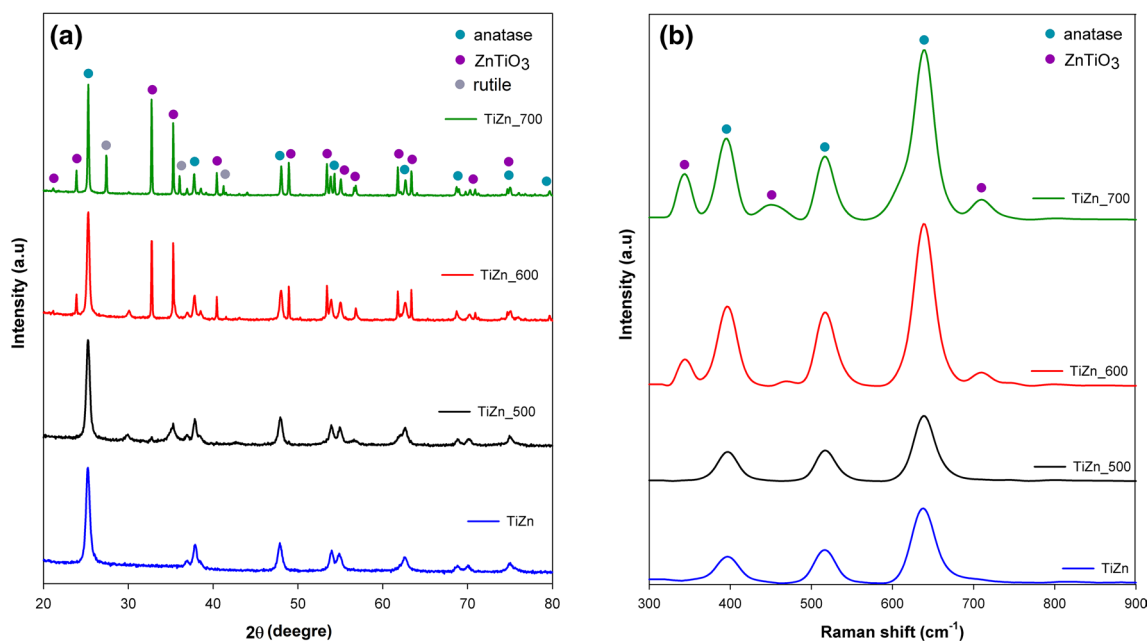 (a)
anatase
ZnTiO3
rutile
TiZn_700
TiZn_600
TiZn_500
TiZn
Intensity (a.u)
20 30 40 50 60 70 80
2θ (deegre)
(b)
anatase
ZnTiO3
TiZn_700
TiZn_600
TiZn_500
TiZn
Intensity (a.u)
300 400 500 600 700 800 900
Raman shift (cm-1)